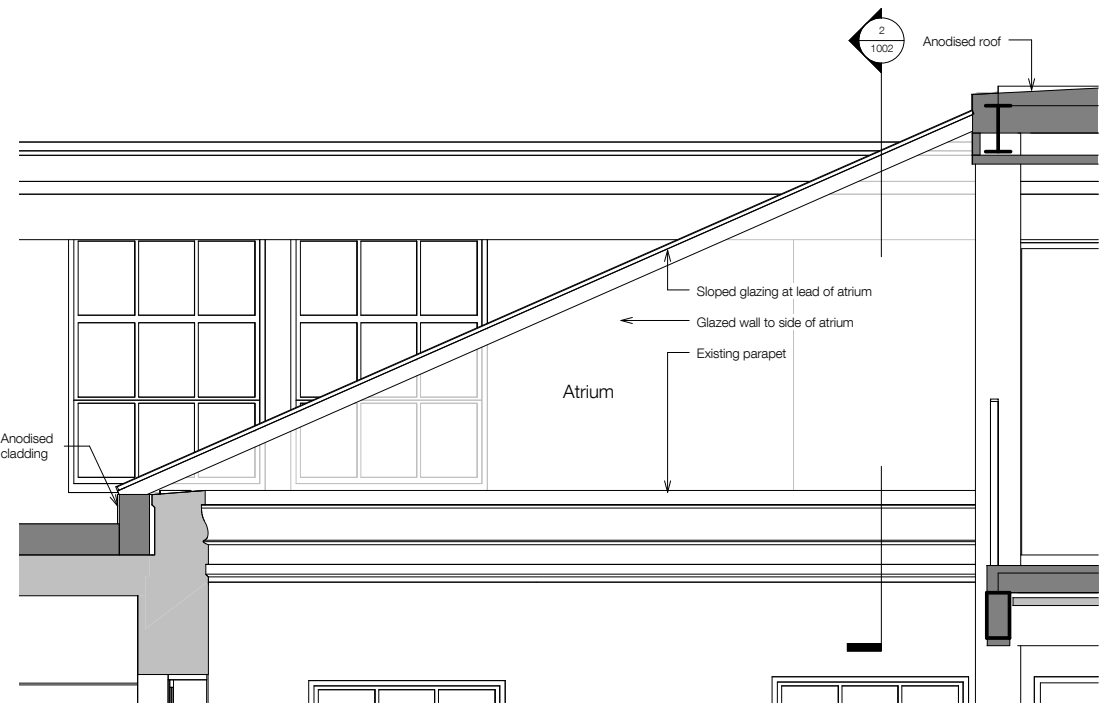 2
1002
Anodised roof
Sloped glazing at lead of atrium
Glazed wall to side of atrium
Existing parapet
Atrium
Anodised
cladding